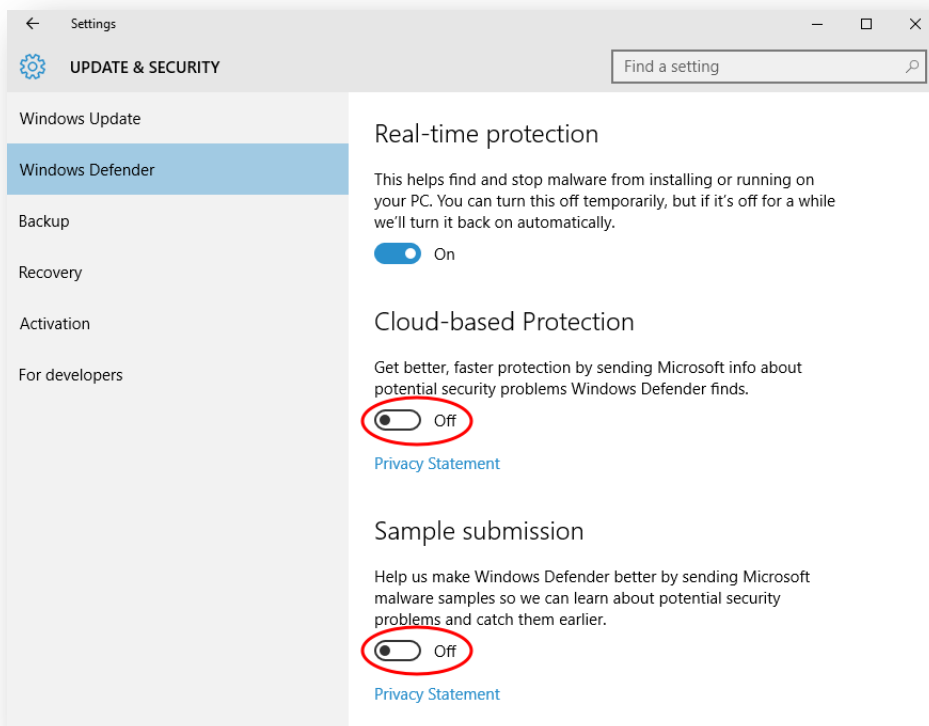 Settings
UPDATE & SECURITY
Find a setting
Windows Update
Windows Defender
Backup
Recovery
Activation
For developers
Real-time protection
This helps find and stop malware from installing or running on
your PC. You can turn this off temporarily, but if it's off for a while
we'll turn it back on automatically.
On
Cloud-based Protection
Get better, faster protection by sending Microsoft info about
potential security problems Windows Defender finds.
Off
Privacy Statement
Sample submission
Help us make Windows Defender better by sending Microsoft
malware samples so we can learn about potential security
problems and catch them earlier.
Off
Privacy Statement